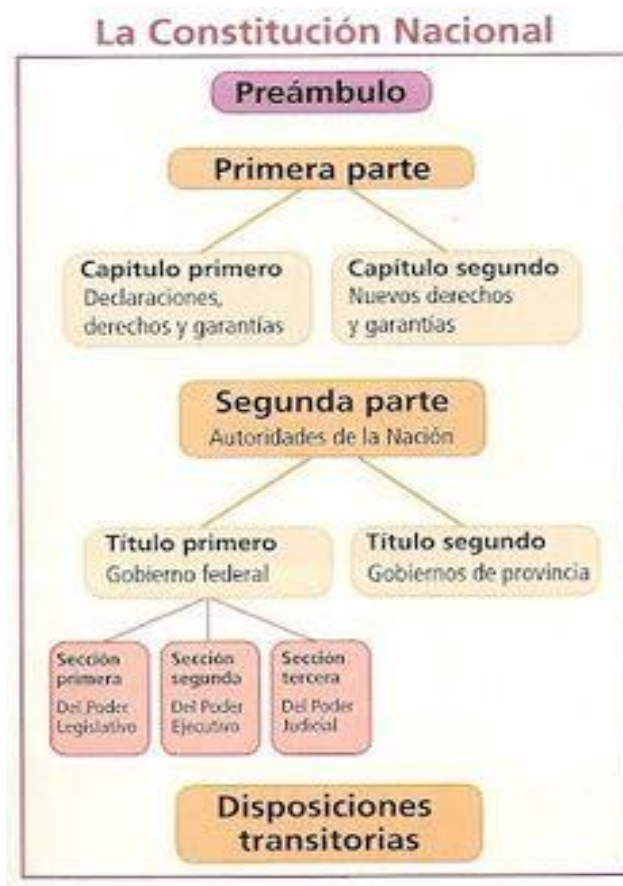 La Constitución Nacional
Preámbulo
Primera parte
Capítulo primero
Declaraciones,
derechos y garantías
Capítulo segundo
Nuevos derechos
y garantías
Segunda parte
Autoridades de la Nación
Título primero
Gobierno federal
Título segundo
Gobiernos de provincia
Sección
primera
Del Poder
Legislativo
Sección
segunda
Del Poder
Ejecutivo
Sección
tercera
Del Poder
Judicial
Disposiciones
transitorias